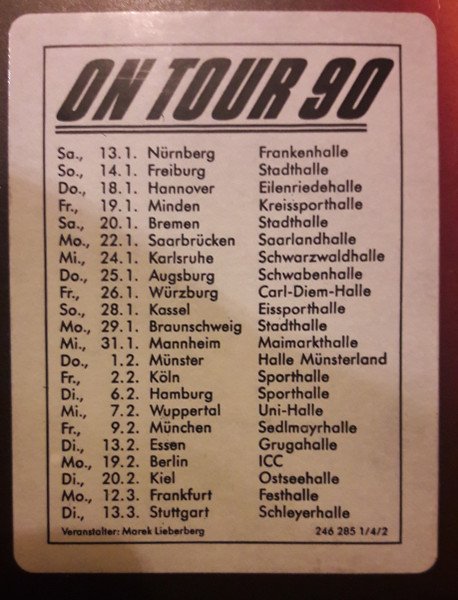 ON TOUR 90
Sa., 13.1. Nürnberg Frankenhalle
So., 14.1. Freiburg Stadthalle
Do., 18.1. Hannover Eilenriedehalle
Fr., 19.1. Minden Kreissporthalle
Sa., 20.1. Bremen Stadthalle
Mo., 22.1. Saarbrücken Saarlandhalle
Mi., 24.1. Karlsruhe Schwarzwaldhalle
Do., 25.1. Augsburg Schwabenhalle
Fr., 26.1. Würzburg Carl-Diem-Halle
So., 28.1. Kassel Eissporthalle
Mo., 29.1. Braunschweig Stadthalle
Mi., 31.1. Mannheim Maimarkthalle
Do., 1.2. Münster Halle Münsterland
Fr., 2.2. Köln Sporthalle
Di., 6.2. Hamburg Sporthalle
Mi., 7.2. Wuppertal Uni-Halle
Fr., 9.2. München Sedlmayrhalle
Di., 13.2. Essen Grugahalle
Mo., 19.2. Berlin ICC
Di., 20.2. Kiel Ostseehalle
Mo., 12.3. Frankfurt Festhalle
Di., 13.3. Stuttgart Schleyerhalle
Veranstalter: Marek Lieberberg 246 285 1/4/2